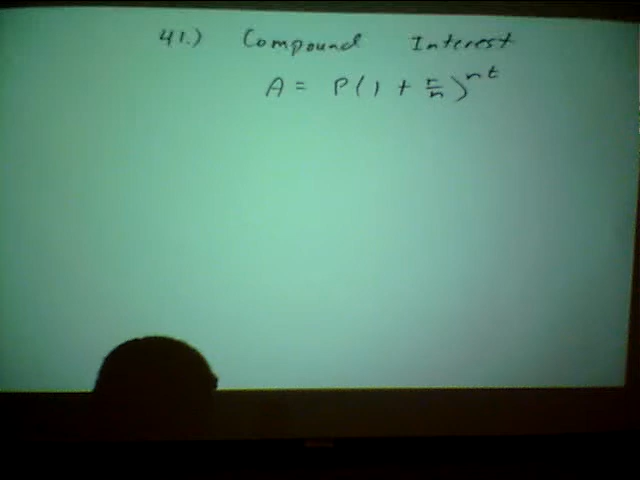 41.) Compound Interest
A = P(1 + r/n)^nt